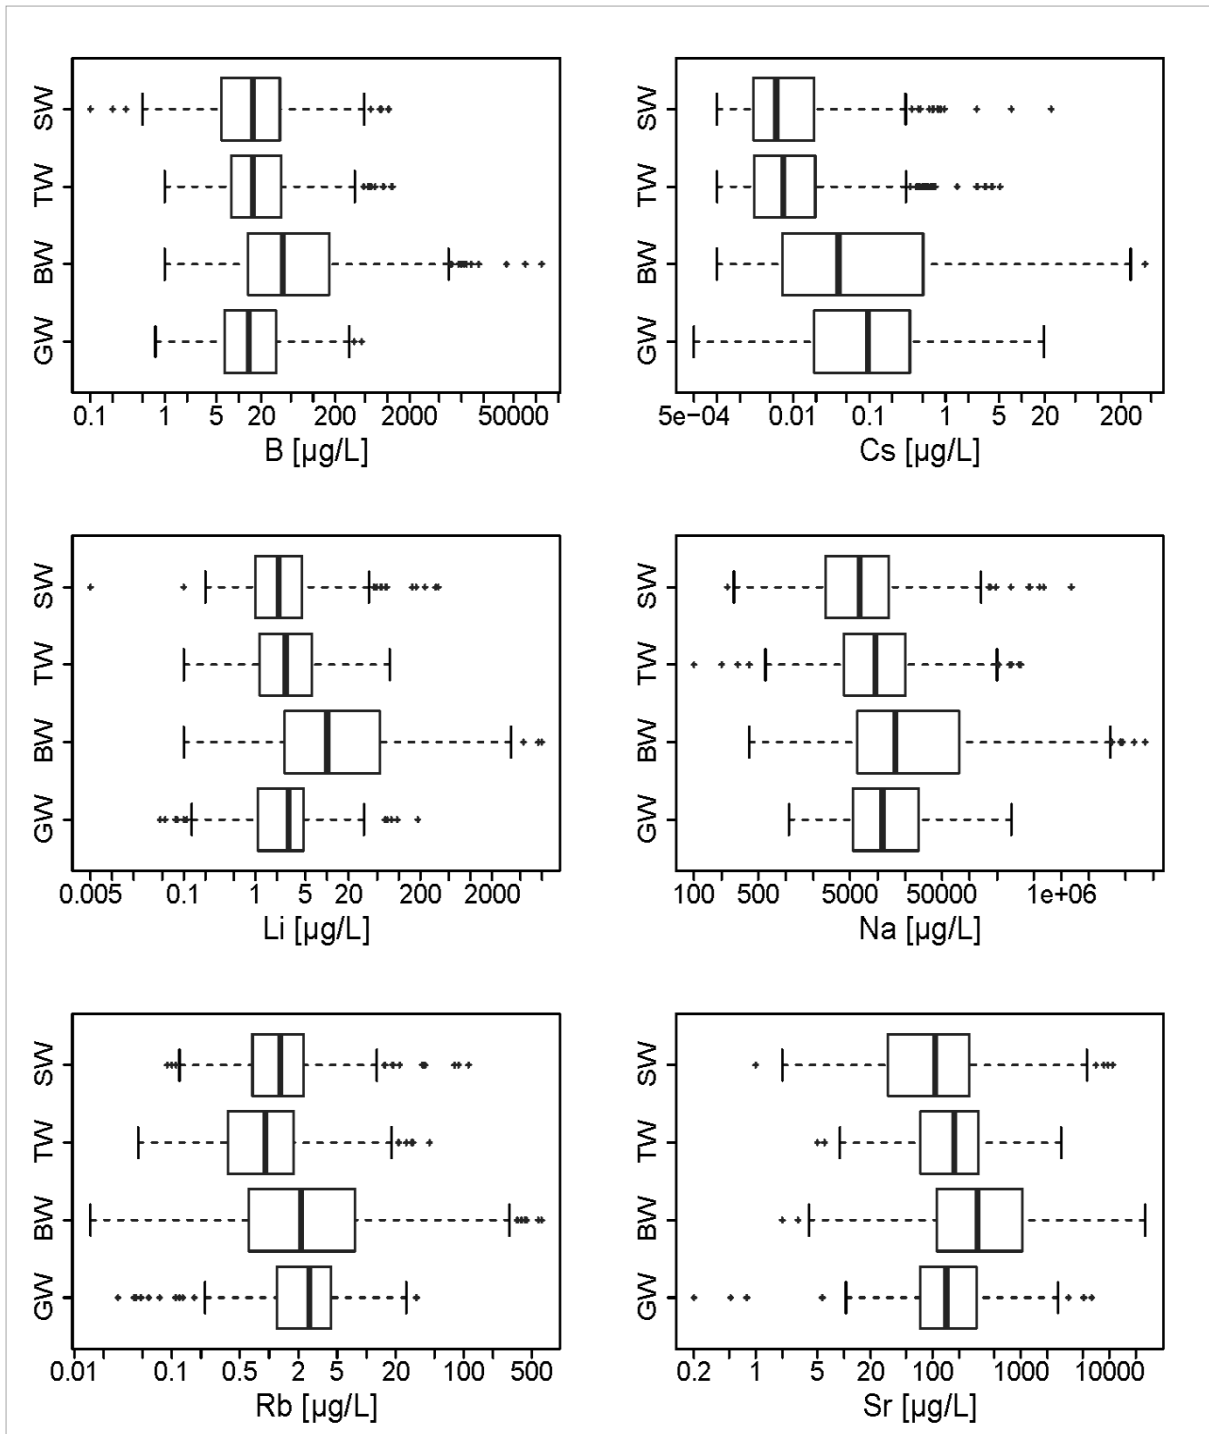 SW
TW
BW
GW
0.1 1 5 20 200 2000 50000
B [µg/L]
SW
TW
BW
GW
5e−04 0.01 0.1 1 5 20 200
Cs [µg/L]
SW
TW
BW
GW
0.005 0.1 1 5 20 200 2000
Li [µg/L]
SW
TW
BW
GW
100 500 5000 50000 1e+06
Na [µg/L]
SW
TW
BW
GW
0.01 0.1 0.5 2 5 20 100 500
Rb [µg/L]
SW
TW
BW
GW
0.2 1 5 20 100 1000 10000
Sr [µg/L]